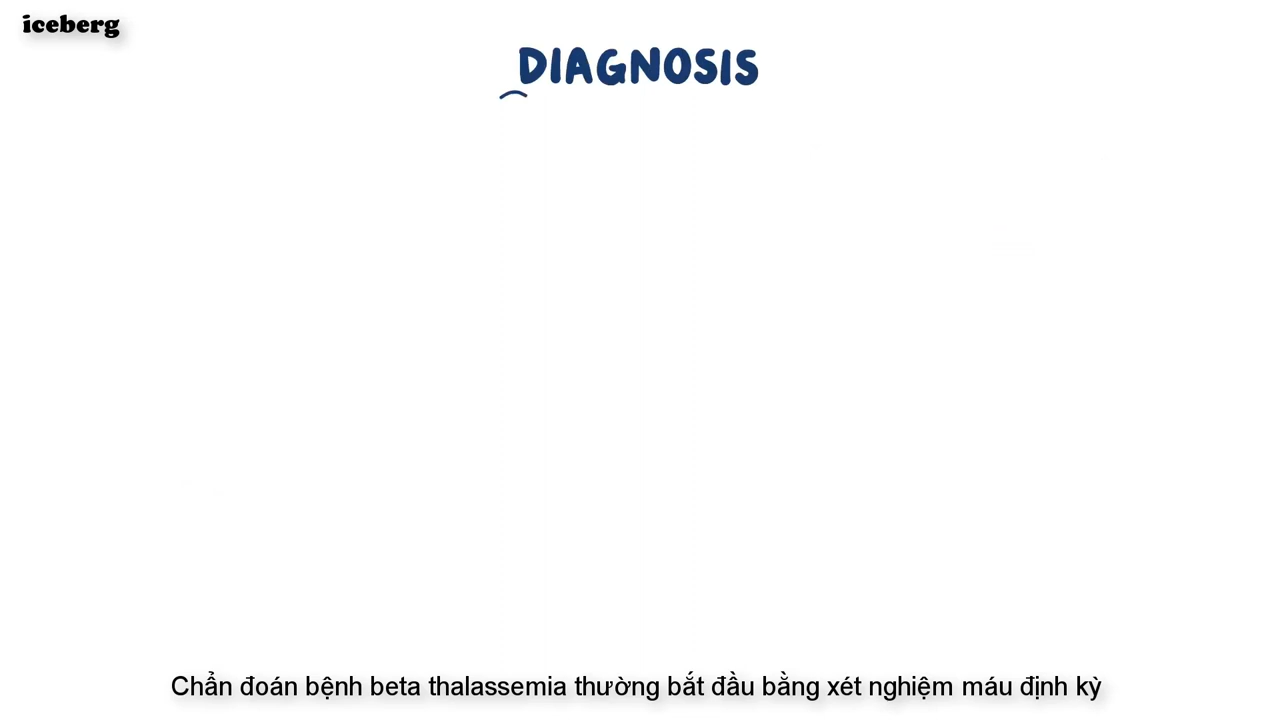 iceberg
DIAGNOSIS
Chẩn đoán bệnh beta thalassemia thường bắt đầu bằng xét nghiệm máu định kỳ